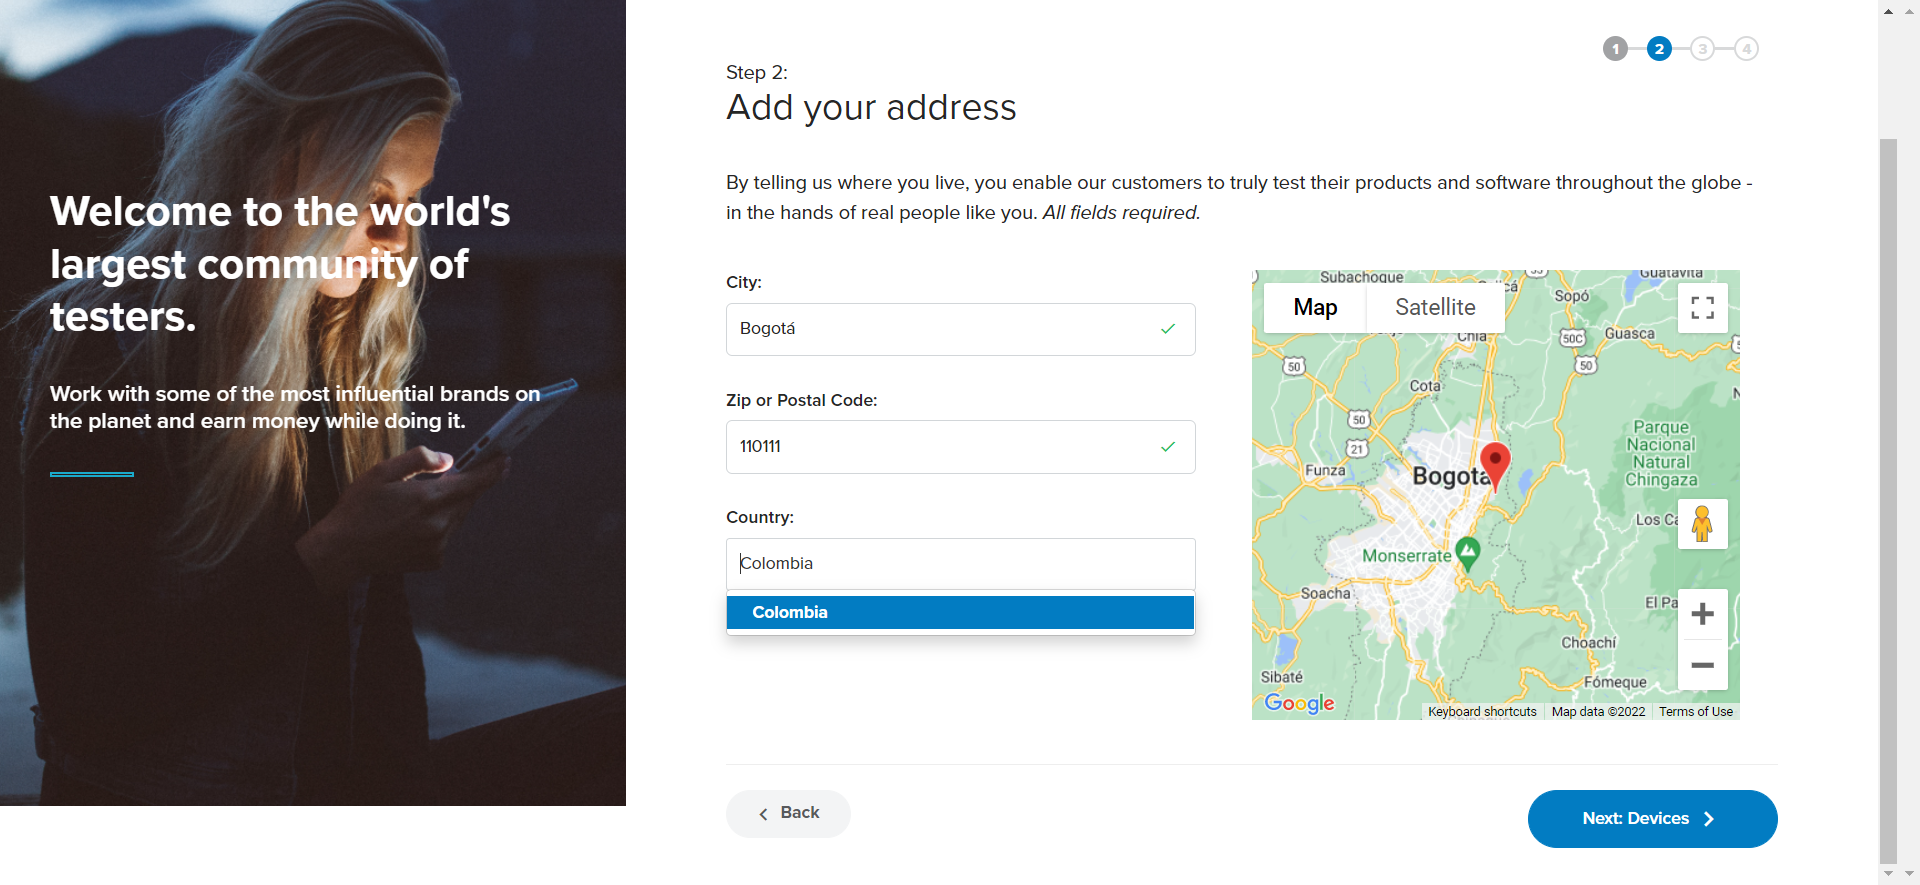 Welcome to the world's
largest community of
testers.
Work with some of the most influential brands on
the planet and earn money while doing it.
1 2 3 4
Step 2:
Add your address
By telling us where you live, you enable our customers to truly test their products and software throughout the globe -
in the hands of real people like you. All fields required.
City:
Bogotá
Zip or Postal Code:
110111
Country:
Colombia
Colombia
Map Satellite
Subachoque
Guatavita
Sopó
Guasca
Chía
50C
50
50
Cota
50
21
Funza
Bogotá
Parque
Nacional
Natural
Chingaza
Monserrate
Soacha
Choachí
Sibaté
Fómeque
Google
Keyboard shortcuts Map data ©2022 Terms of Use
Back
Next: Devices